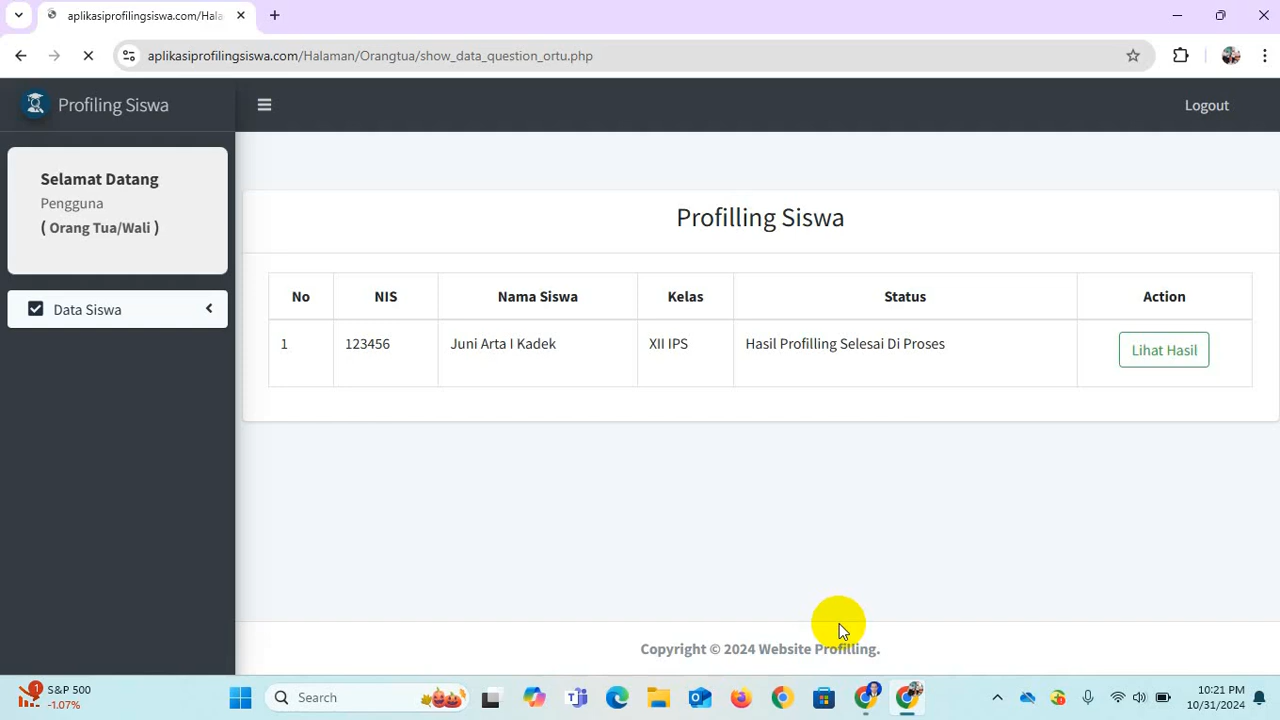 aplikasiprofilingsiswa.com/Hala
aplikasiprofilingsiswa.com/Halaman/Orangtua/show_data_question_ortu.php
Profiling Siswa
Logout
Selamat Datang
Pengguna
( Orang Tua/Wali )
Data Siswa
Profilling Siswa
No NIS Nama Siswa Kelas Status Action
1 123456 Juni Arta I Kadek XII IPS Hasil Profilling Selesai Di Proses Lihat Hasil
Copyright © 2024 Website Profilling.
1
S&P 500
-1.07%
Search
10:21 PM
10/31/2024